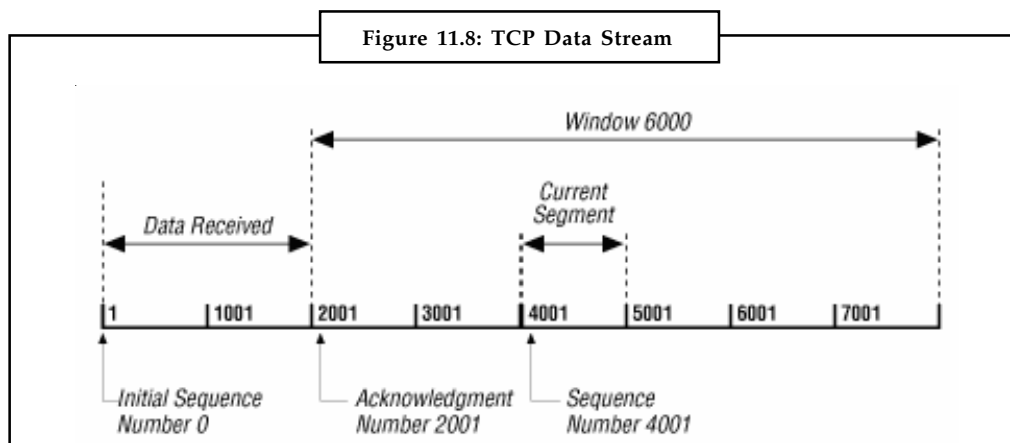 Figure 11.8: TCP Data Stream
Window 6000
Current
Segment
Data Received
1 1001 2001 3001 4001 5001 6001 7001
Initial Sequence
Number 0
Acknowledgment
Number 2001
Sequence
Number 4001